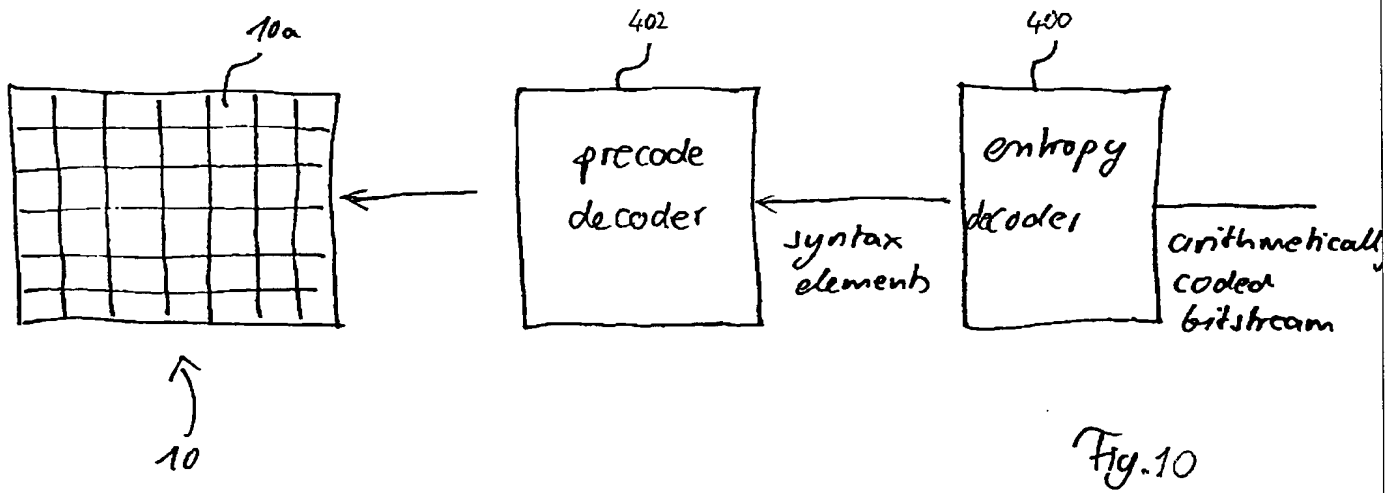 10a
402
400
precode
decoder
entropy
decoder
syntax
elements
arithmetically
coded
bitstream
10
Fig.10